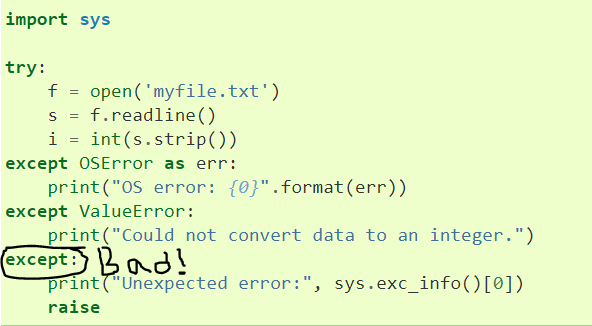 import sys
try:
    f = open('myfile.txt')
    s = f.readline()
    i = int(s.strip())
except OSError as err:
    print("OS error: {0}".format(err))
except ValueError:
    print("Could not convert data to an integer.")
except: Bad!
    print("Unexpected error:", sys.exc_info()[0])
    raise